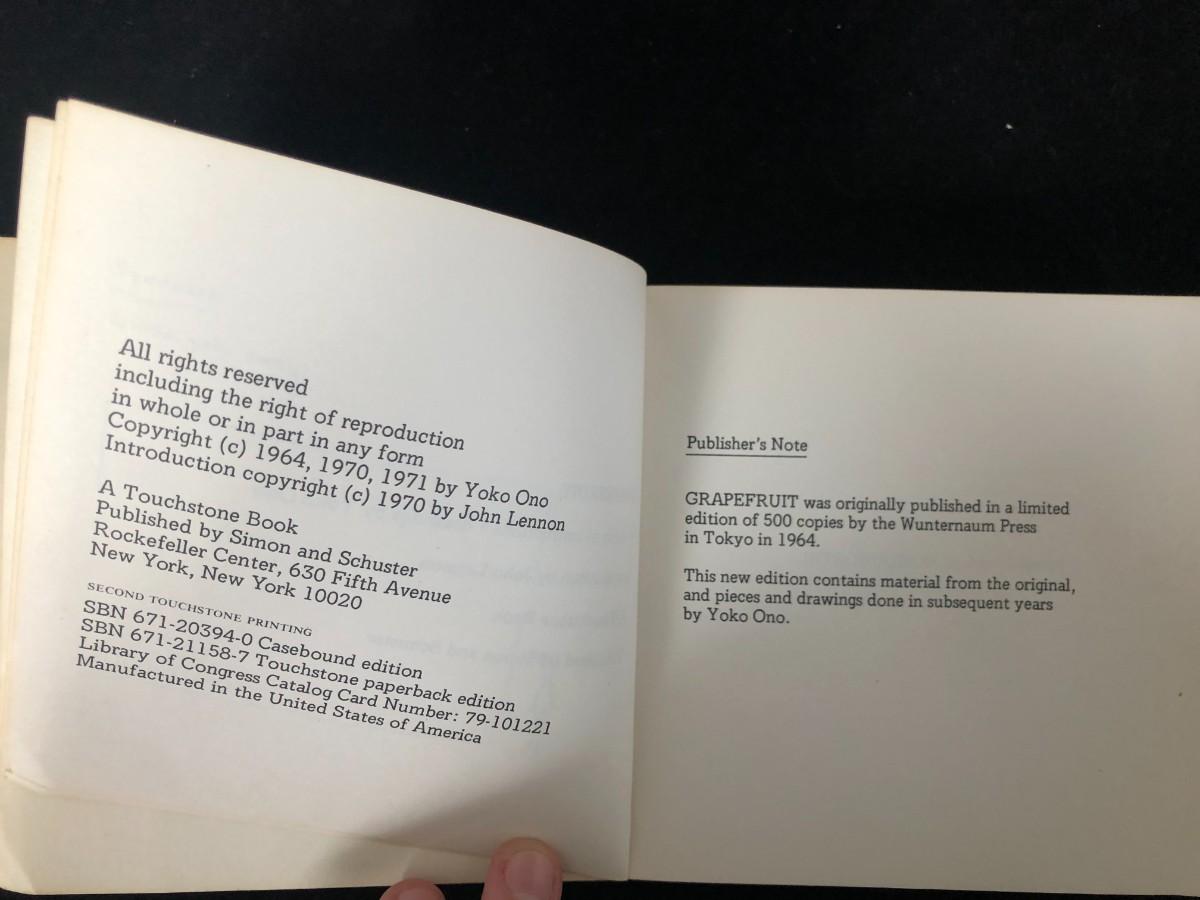 All rights reserved
including the right of reproduction
in whole or in part in any form
Copyright (c) 1964, 1970, 1971 by Yoko Ono
Introduction copyright (c) 1970 by John Lennon
A Touchstone Book
Published by Simon and Schuster
Rockefeller Center, 630 Fifth Avenue
New York, New York 10020
SECOND TOUCHSTONE PRINTING
SBN 671-20394-0 Casebound edition
SBN 671-21158-7 Touchstone paperback edition
Library of Congress Catalog Card Number: 79-101221
Manufactured in the United States of America
Publisher's Note
GRAPEFRUIT was originally published in a limited
edition of 500 copies by the Wunternaum Press
in Tokyo in 1964.
This new edition contains material from the original,
and pieces and drawings done in subsequent years
by Yoko Ono.